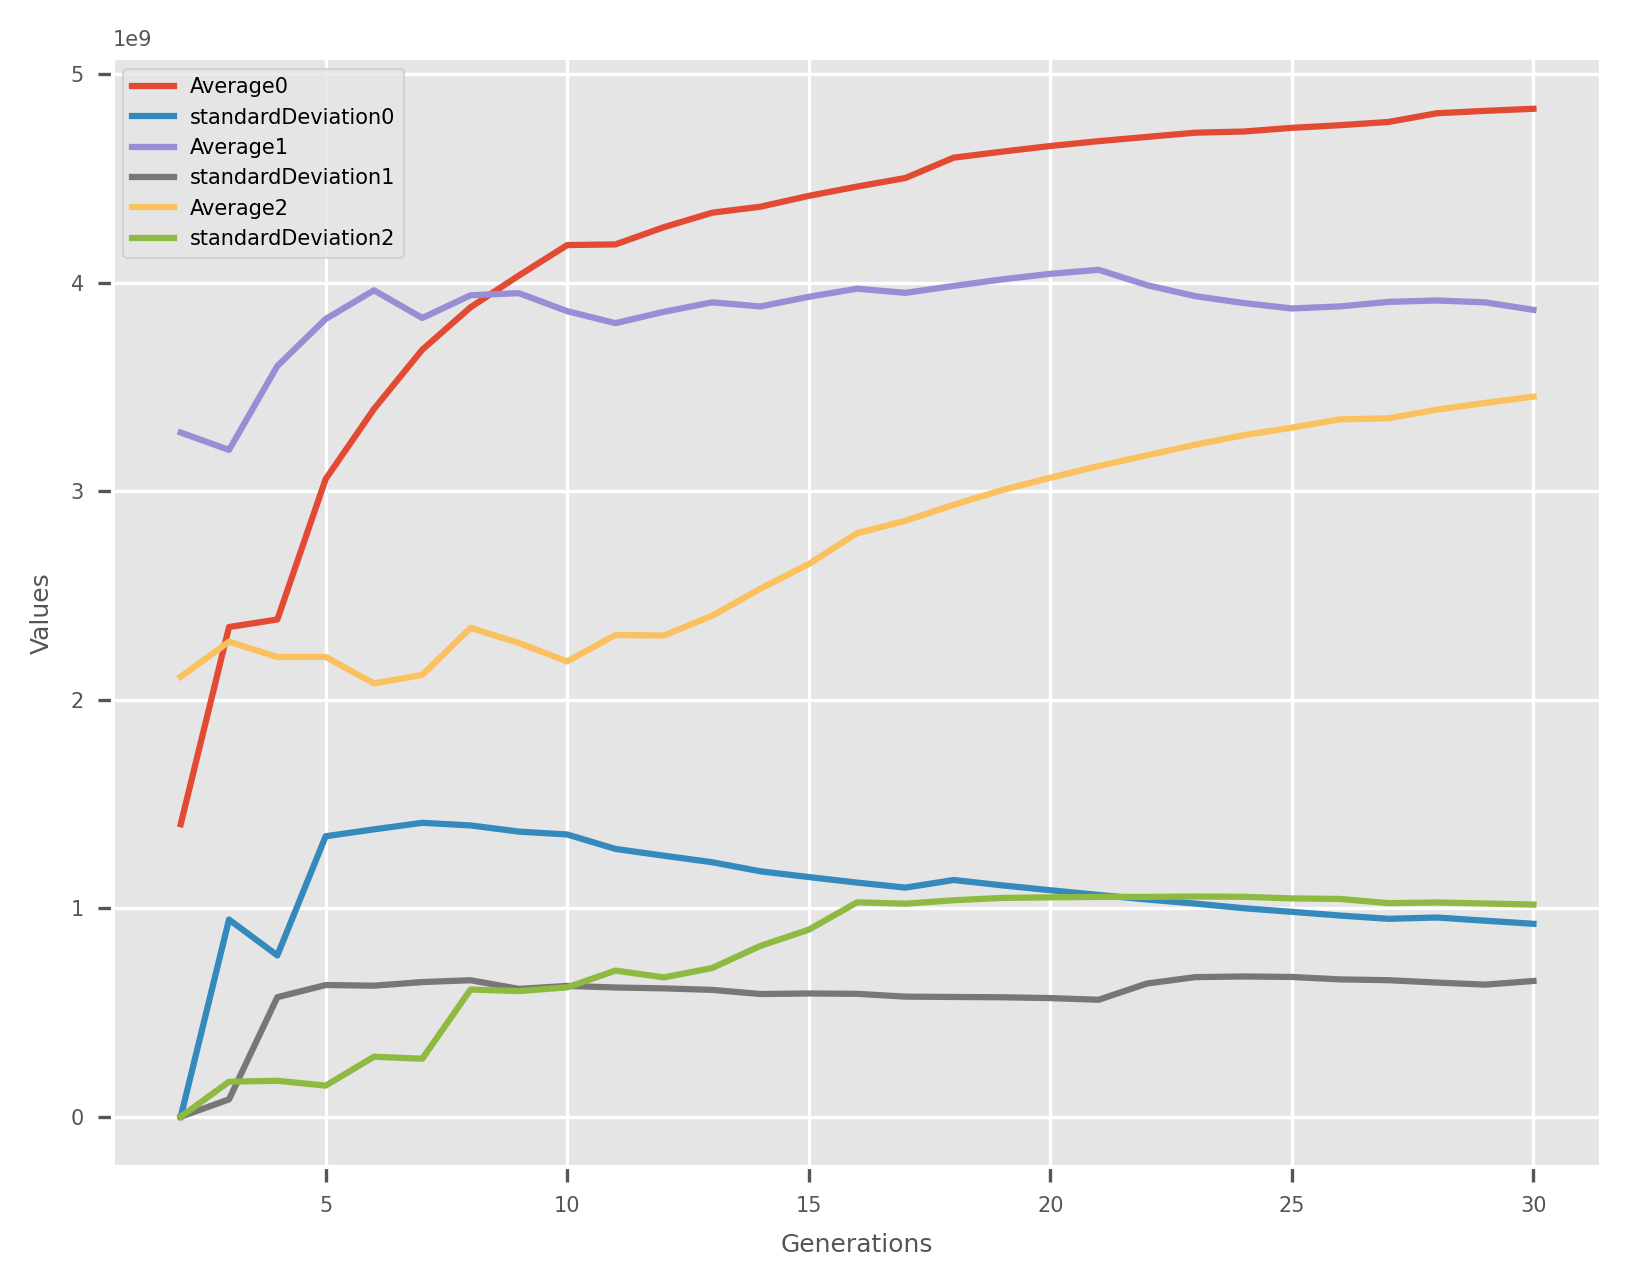 1e9
5
4
3
2
1
0
Values
Average0
standardDeviation0
Average1
standardDeviation1
Average2
standardDeviation2
5 10 15 20 25 30
Generations